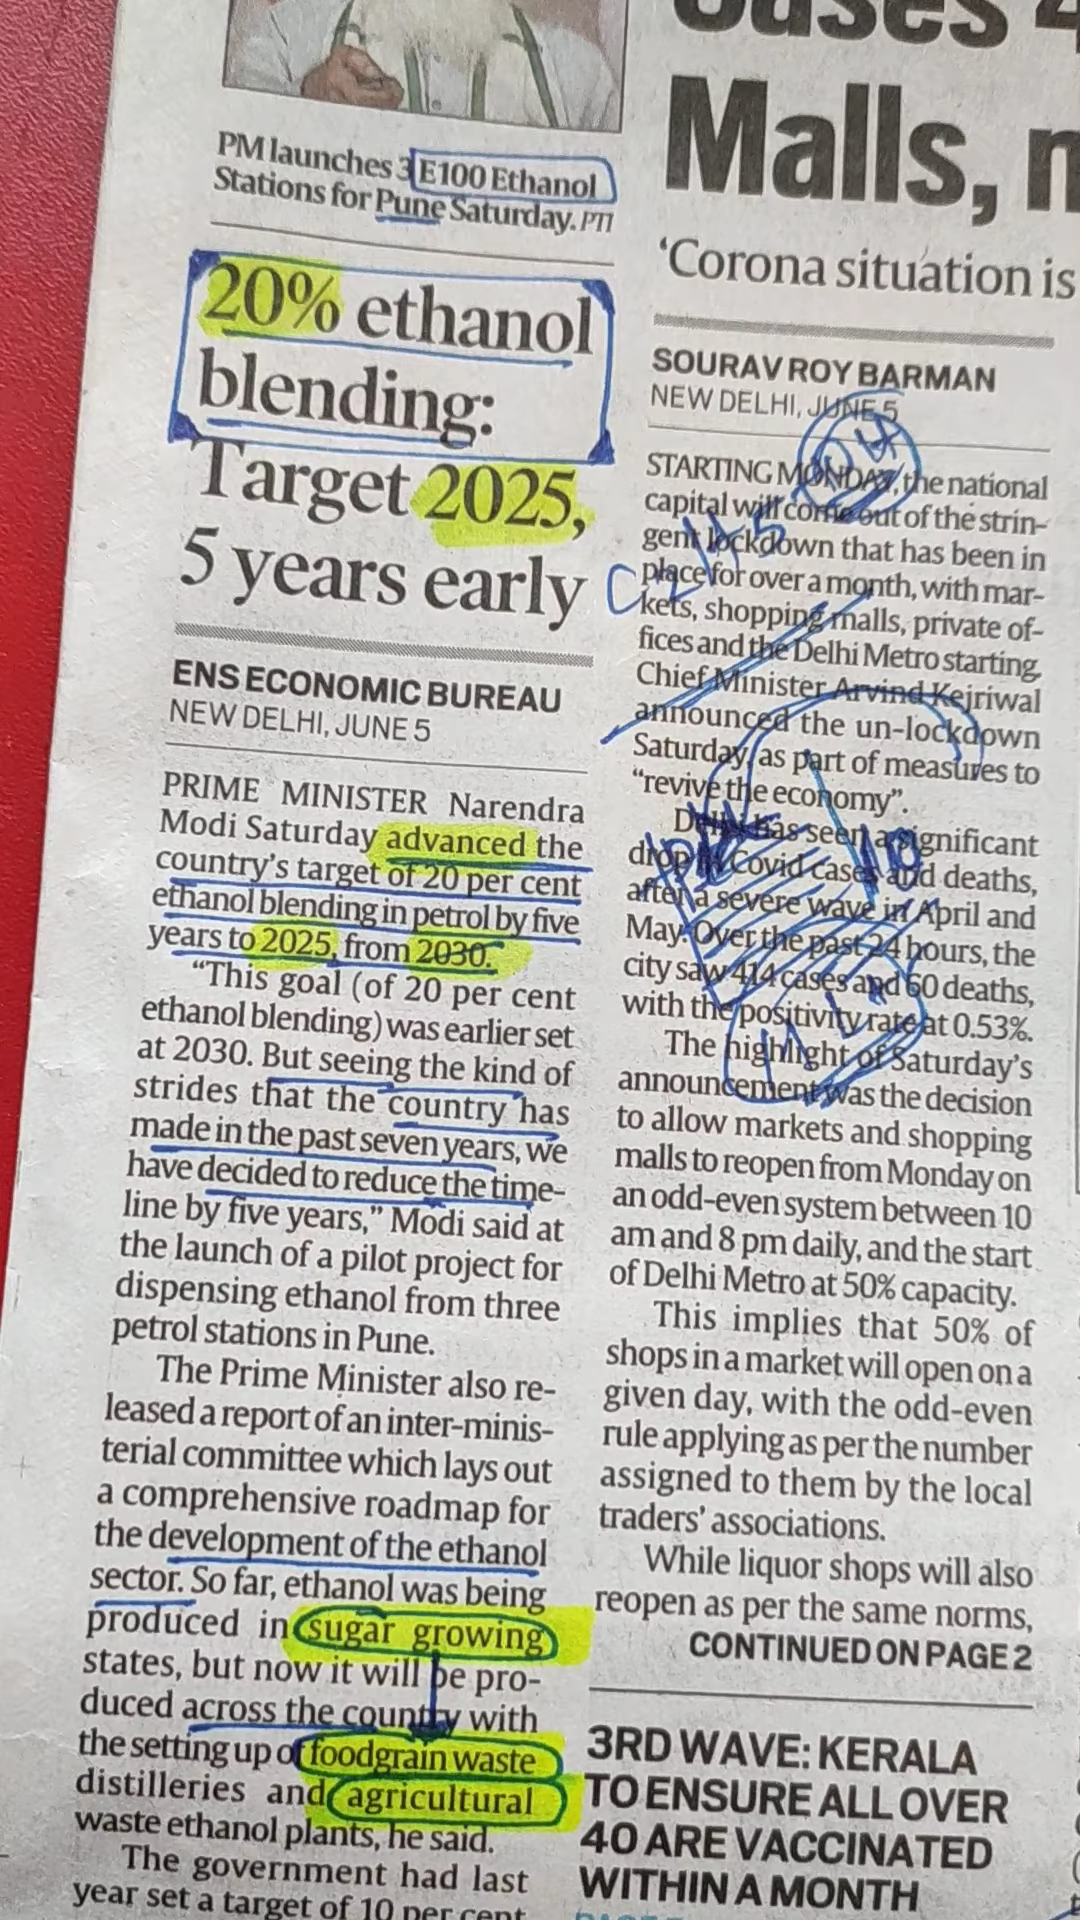 PM launches 3 E100 Ethanol
Stations for Pune Saturday. PTI
20% ethanol
blending:
Target 2025,
5 years early
ENS ECONOMIC BUREAU
NEW DELHI, JUNE 5
PRIME MINISTER Narendra
Modi Saturday advanced the
country's target of 20 per cent
ethanol blending in petrol by five
years to 2025, from 2030.
"This goal (of 20 per cent
ethanol blending) was earlier set
at 2030. But seeing the kind of
strides that the country has
made in the past seven years, we
have decided to reduce the time-
line by five years," Modi said at
the launch of a pilot project for
dispensing ethanol from three
petrol stations in Pune.
The Prime Minister also re-
leased a report of an inter-minis-
terial committee which lays out
a comprehensive roadmap for
the development of the ethanol
sector. So far, ethanol was being
produced in sugar growing
states, but now it will be pro-
duced across the country with
the setting up of foodgrain waste
distilleries and agricultural
waste ethanol plants, he said.
The government had last
year set a target of 10 per cent
Cases 4
Malls, m
'Corona situation is
SOURAV ROY BARMAN
NEW DELHI, JUNE 5
STARTING MONDAY, the national
capital will come out of the strin-
gent lockdown that has been in
place for over a month, with mar-
kets, shopping malls, private of-
fices and the Delhi Metro starting,
Chief Minister Arvind Kejriwal
announced the un-lockdown
Saturday, as part of measures to
"revive the economy".
Delhi has seen a significant
drop in Covid cases and deaths,
after a severe wave in April and
May. Over the past 24 hours, the
city saw 414 cases and 60 deaths,
with the positivity rate at 0.53%.
The highlight of Saturday's
announcement was the decision
to allow markets and shopping
malls to reopen from Monday on
an odd-even system between 10
am and 8 pm daily, and the start
of Delhi Metro at 50% capacity.
This implies that 50% of
shops in a market will open on a
given day, with the odd-even
rule applying as per the number
assigned to them by the local
traders' associations.
While liquor shops will also
reopen as per the same norms,
CONTINUED ON PAGE 2
3RD WAVE: KERALA
TO ENSURE ALL OVER
40 ARE VACCINATED
WITHIN A MONTH